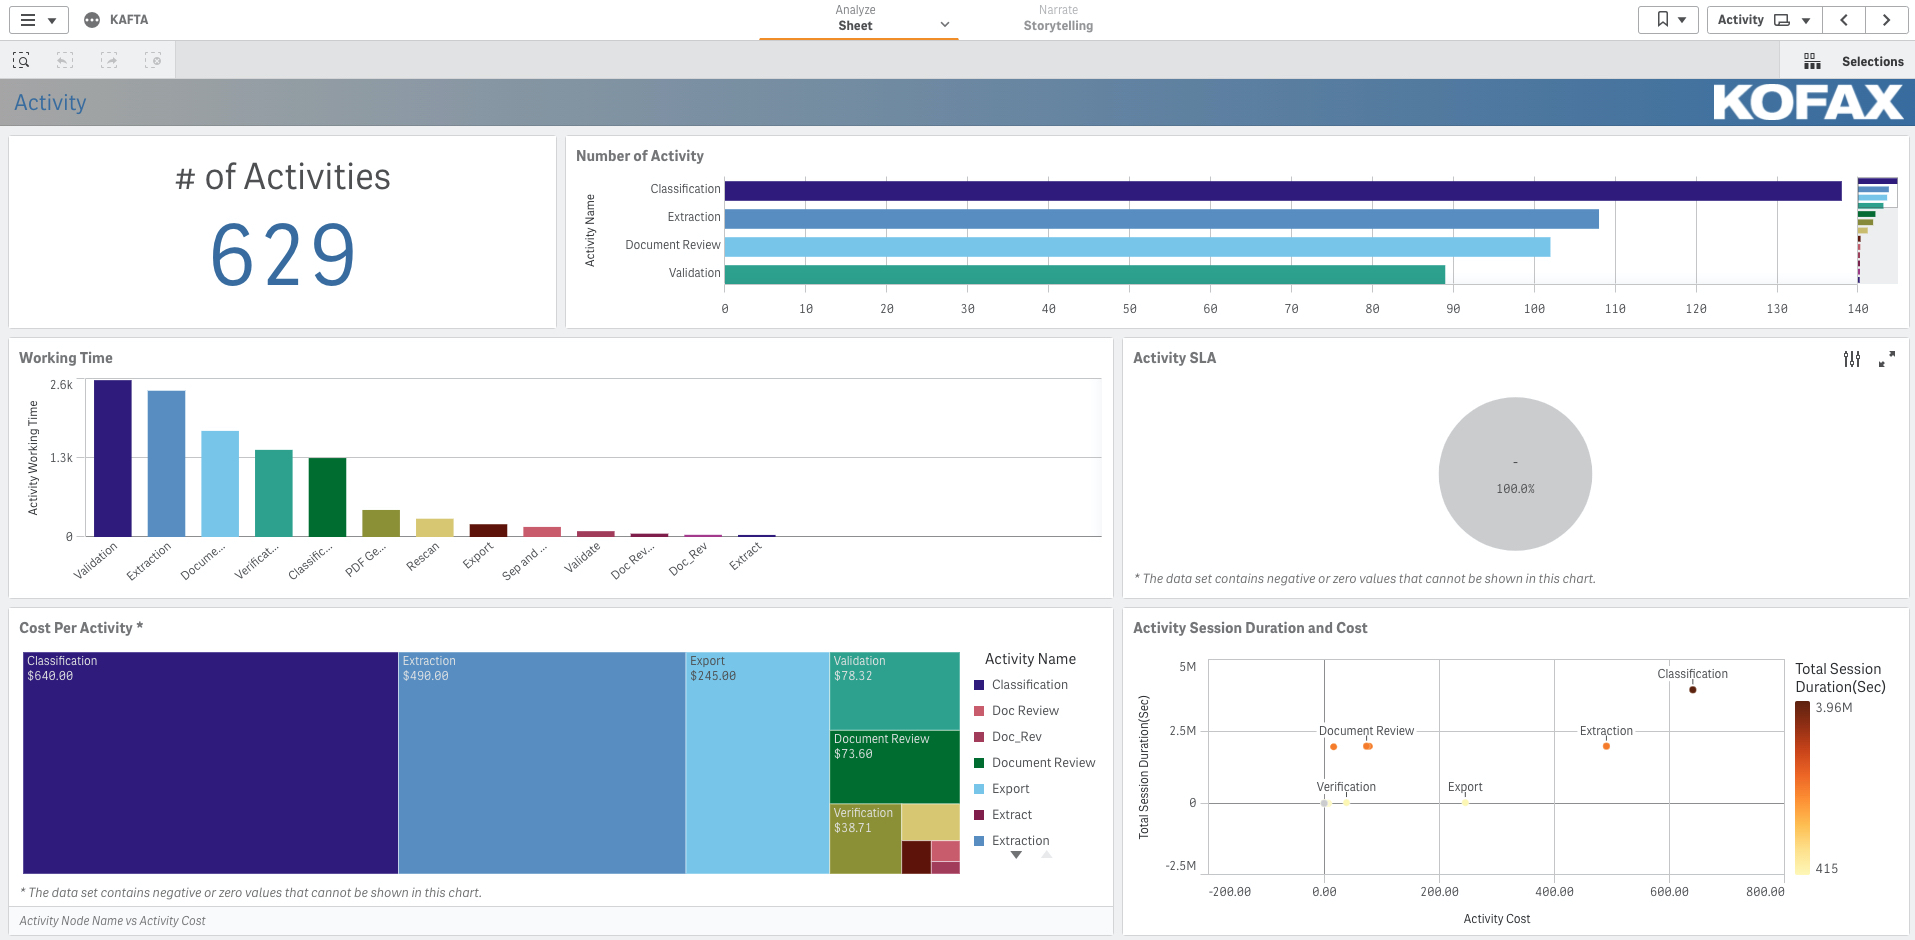 KAFTA
Analyze
Sheet
Narrate
Storytelling
Activity
Selections
Activity
KOFAX
# of Activities
629
Number of Activity
Activity Name
Classification
Extraction
Document Review
Validation
0 10 20 30 40 50 60 70 80 90 100 110 120 130 140
Working Time
Activity Working Time
2.6k
1.3k
0
Validation Extraction Docume... Verificat... Classific... PDF Ge... Rescan Export Sep and ... Validate Doc Rev... Doc_Rev Extract
Activity SLA
-
100.0%
* The data set contains negative or zero values that cannot be shown in this chart.
Cost Per Activity *
Classification
$640.00
Extraction
$490.00
Export
$245.00
Validation
$78.32
Document Review
$73.60
Verification
$38.71
Activity Name
Classification
Doc Review
Doc_Rev
Document Review
Export
Extract
Extraction
* The data set contains negative or zero values that cannot be shown in this chart.
Activity Node Name vs Activity Cost
Activity Session Duration and Cost
Total Session Duration(Sec)
5M
2.5M
0
-2.5M
Classification
Document Review
Extraction
Verification
Export
-200.00 0.00 200.00 400.00 600.00 800.00
Activity Cost
Total Session
Duration(Sec)
3.96M
415